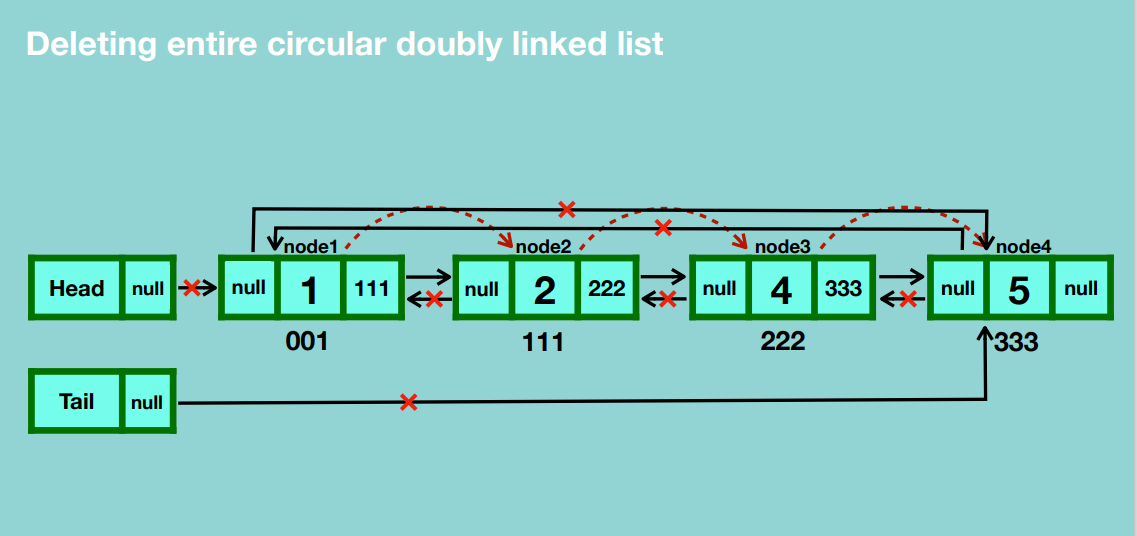 Deleting entire circular doubly linked list
node1 node2 node3 node4
Head null null 1 111 null 2 222 null 4 333 null 5 null
001 111 222 333
Tail null